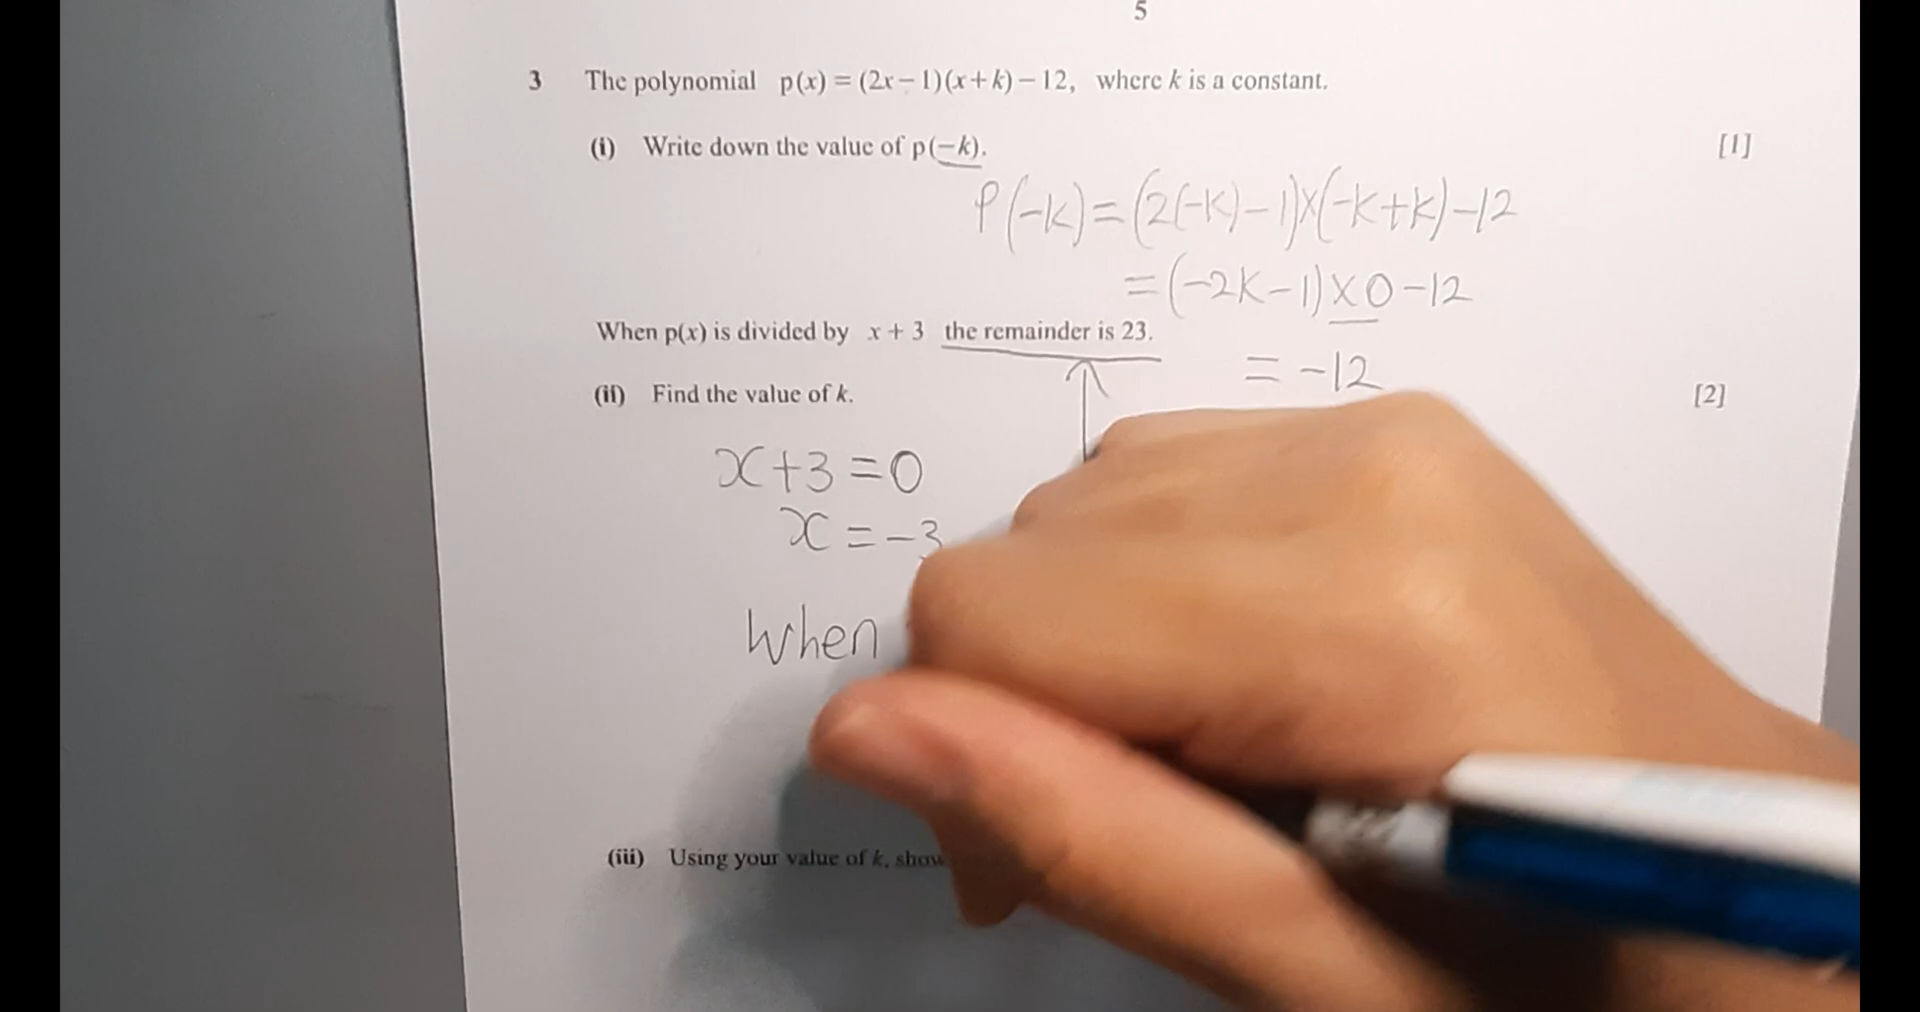 5
3 The polynomial p(x) = (2x − 1)(x + k) − 12, where k is a constant.
(i) Write down the value of p(−k). [1]
P(-k) = (2(-k)-1)×(-k+k)-12
= (-2k-1)×0-12
When p(x) is divided by x + 3 the remainder is 23.
= -12
(ii) Find the value of k. [2]
x+3=0
x=-3
When
(iii) Using your value of k, show